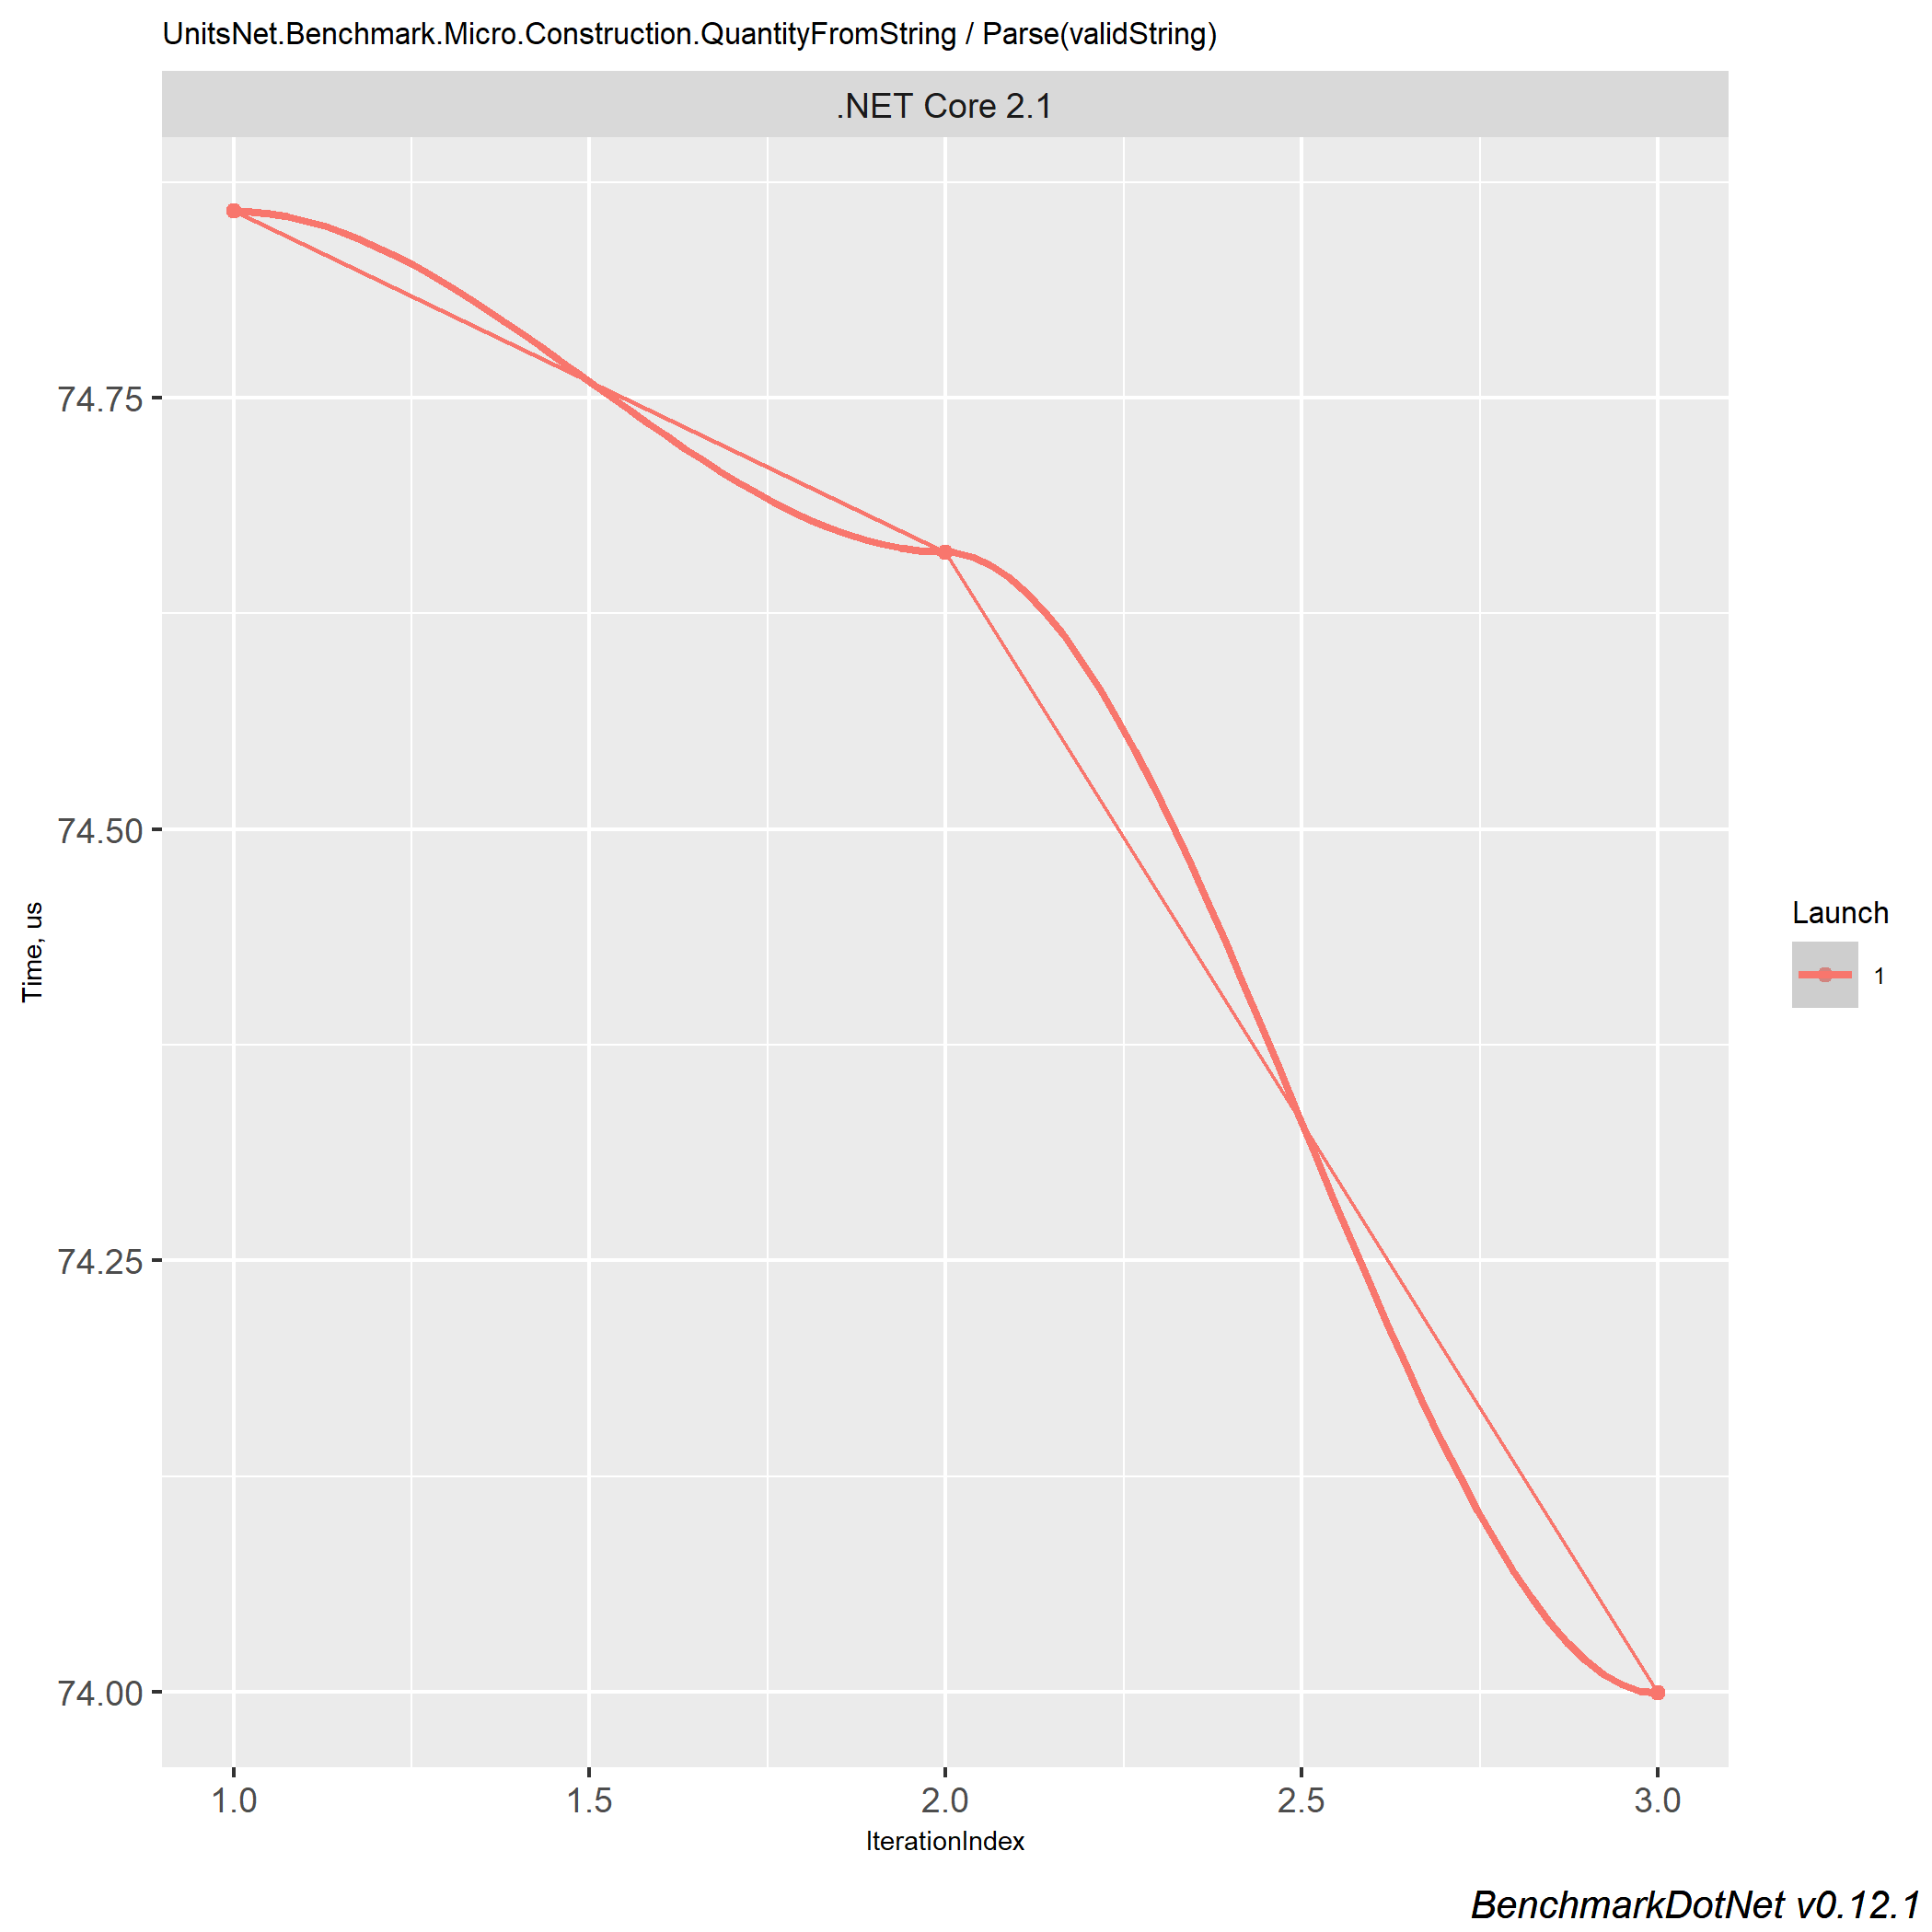 UnitsNet.Benchmark.Micro.Construction.QuantityFromString / Parse(validString)
.NET Core 2.1
74.75
74.50
74.25
74.00
Time, us
1.0 1.5 2.0 2.5 3.0
IterationIndex
Launch
1
BenchmarkDotNet v0.12.1